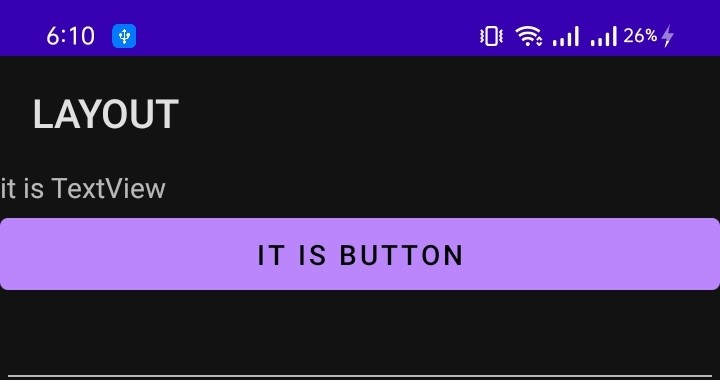 6:10 26%
LAYOUT
it is TextView
IT IS BUTTON